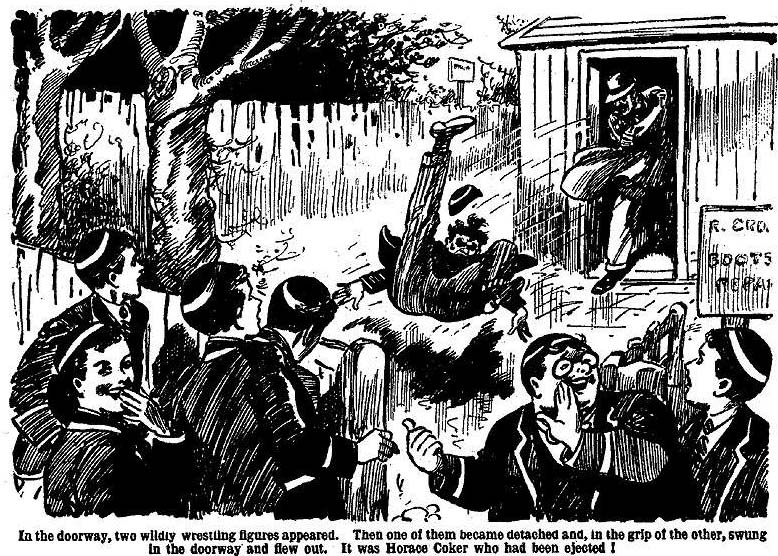 R. CRO
BOOTS
REPAI
In the doorway, two wildly wrestling figures appeared. Then one of them became detached and, in the grip of the other, swung
in the doorway and flew out. It was Horace Coker who had been ejected !